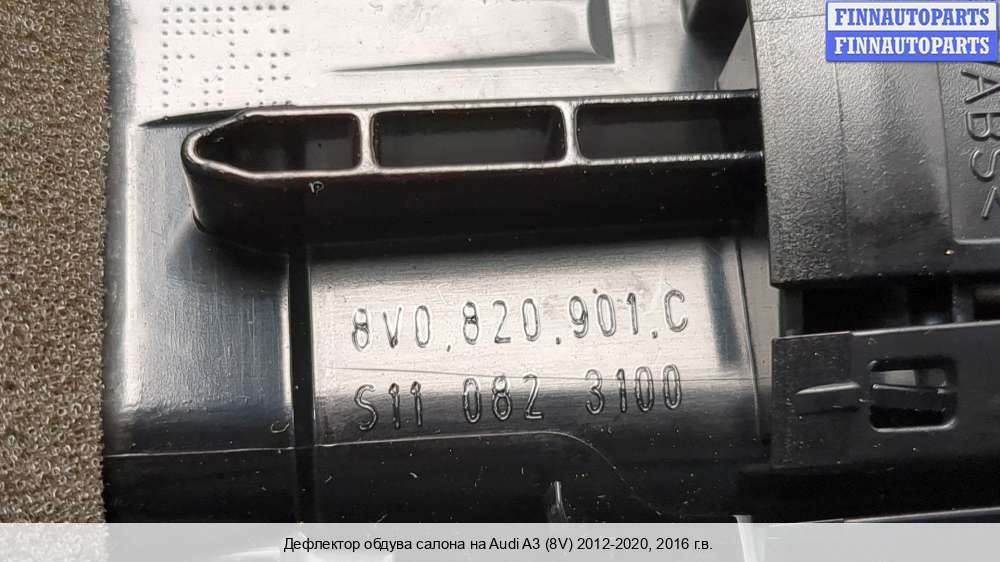 FINNAUTOPARTS
FINNAUTOPARTS
ABS<
8V0.820.901.C
S11 082 3100
Дефлектор обдува салона на Audi A3 (8V) 2012-2020, 2016 г.в.